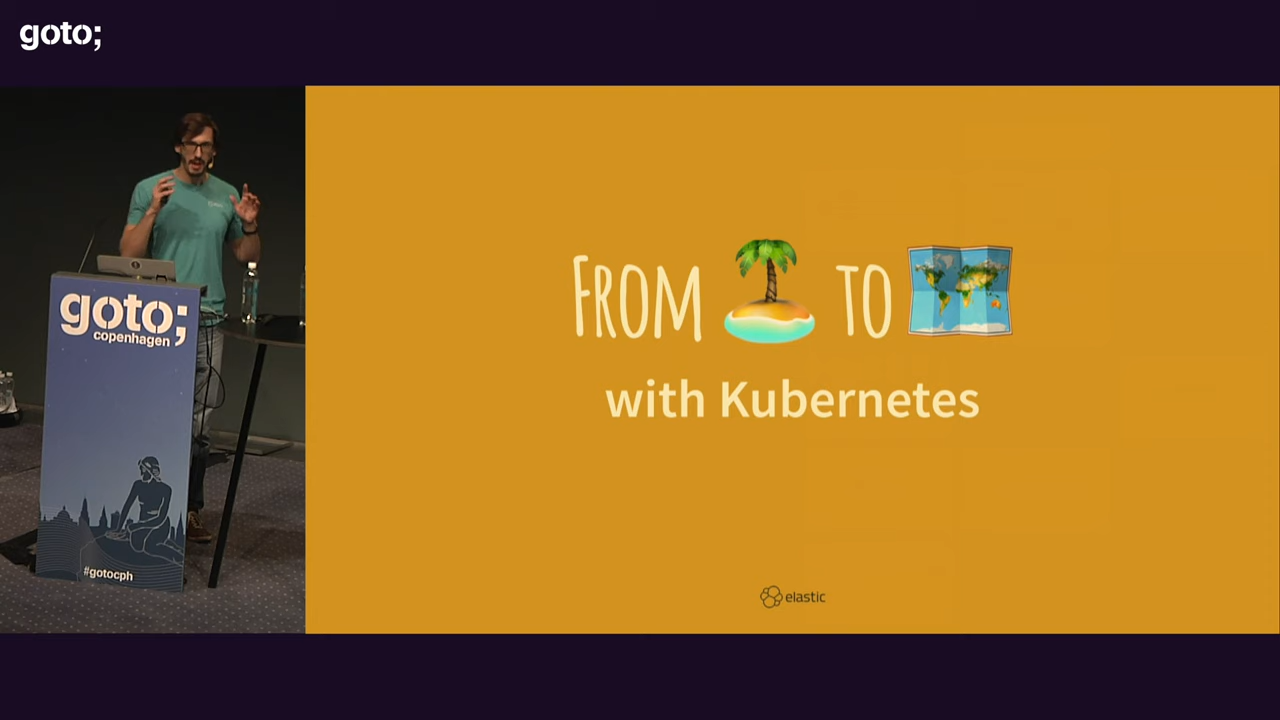 goto;
goto;
copenhagen
#gotocph
From 🏝 to 🗺
with Kubernetes
elastic